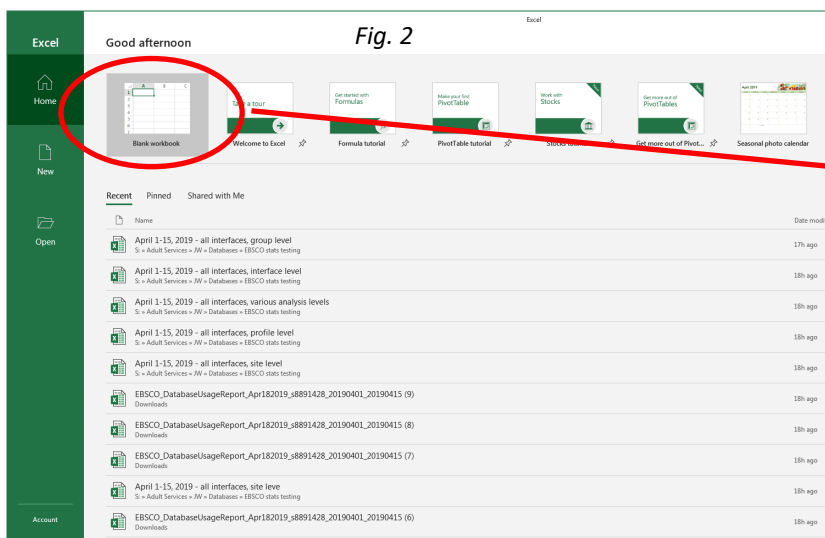 Excel
Fig. 2
Excel
Good afternoon
Home
New
Open
Account
A B C
1
2
3
4
5
6
7
Blank workbook
Take a tour
Welcome to Excel
Get started with
Formulas
Formula tutorial
Make your first
PivotTable
PivotTable tutorial
Work with
Stocks
Get more out of
PivotTables
Get more out of Pivot...
April 2019
Seasonal photo calendar
Recent Pinned Shared with Me
Name Date modi
April 1-15, 2019 - all interfaces, group level
S: » Adult Services » JW » Databases » EBSCO stats testing
17h ago
April 1-15, 2019 - all interfaces, interface level
S: » Adult Services » JW » Databases » EBSCO stats testing
18h ago
April 1-15, 2019 - all interfaces, various analysis levels
S: » Adult Services » JW » Databases » EBSCO stats testing
18h ago
April 1-15, 2019 - all interfaces, profile level
S: » Adult Services » JW » Databases » EBSCO stats testing
18h ago
April 1-15, 2019 - all interfaces, site level
S: » Adult Services » JW » Databases » EBSCO stats testing
18h ago
EBSCO_DatabaseUsageReport_Apr182019_s8891428_20190401_20190415 (9)
Downloads
18h ago
EBSCO_DatabaseUsageReport_Apr182019_s8891428_20190401_20190415 (8)
Downloads
18h ago
EBSCO_DatabaseUsageReport_Apr182019_s8891428_20190401_20190415 (7)
Downloads
18h ago
April 1-15, 2019 - all interfaces, site leve
S: » Adult Services » JW » Databases » EBSCO stats testing
18h ago
EBSCO_DatabaseUsageReport_Apr182019_s8891428_20190401_20190415 (6)
Downloads
18h ago